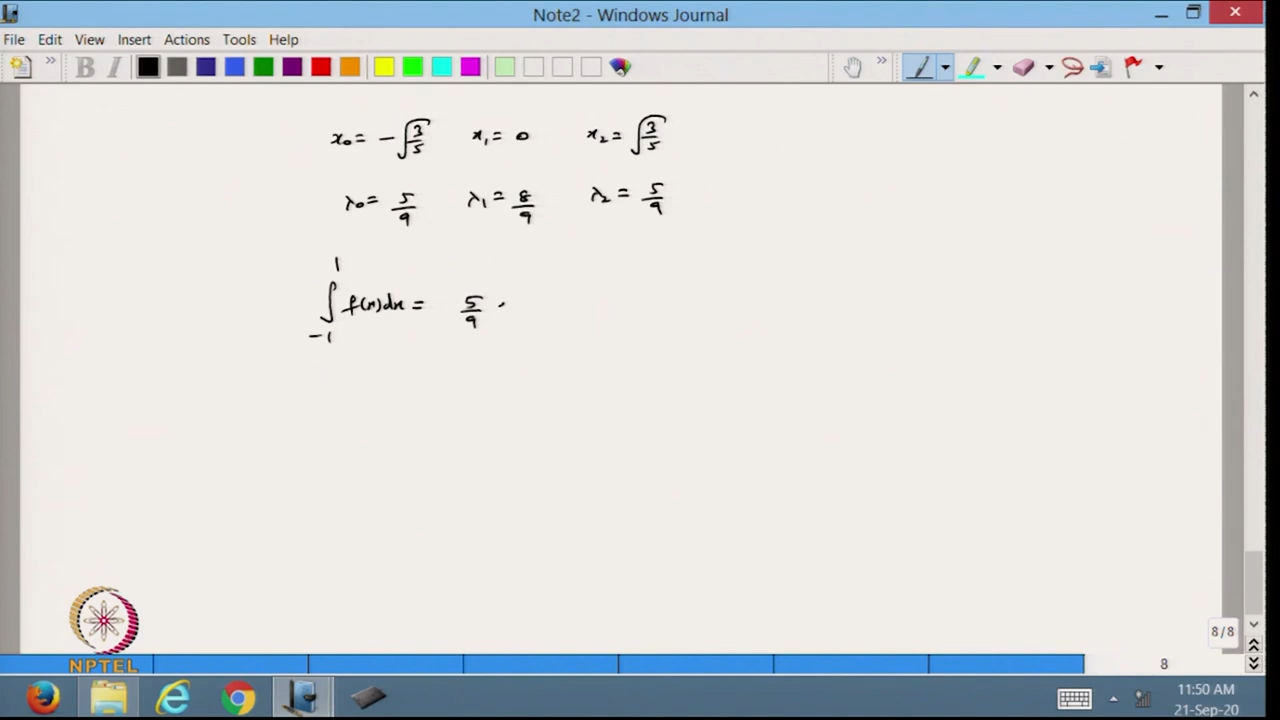 Note2 - Windows Journal
File Edit View Insert Actions Tools Help
x₀ = -√(3/5) x₁ = 0 x₂ = √(3/5)
λ₀ = 5/9 λ₁ = 8/9 λ₂ = 5/9
∫₋₁¹ f(x)dx = 5/9
8/8
NPTEL
8
11:50 AM
21-Sep-20